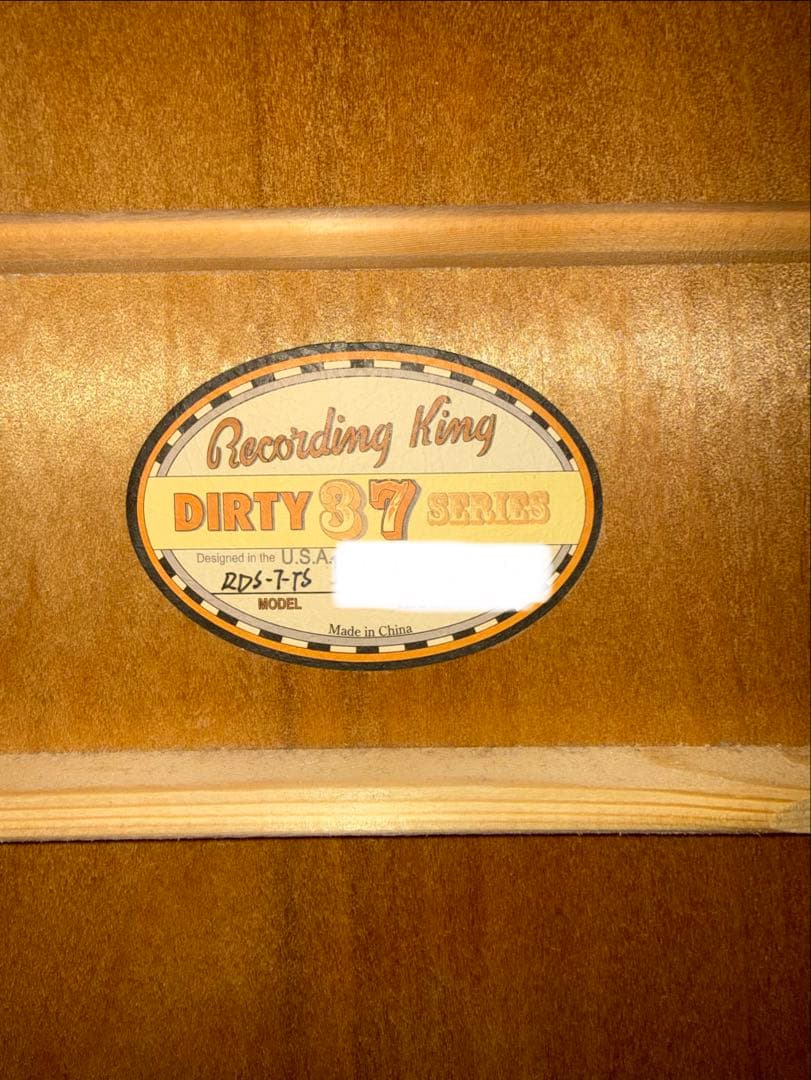 Recording King
DIRTY 37 SERIES
Designed in the U.S.A.
RDS-7-TS
MODEL
Made in China